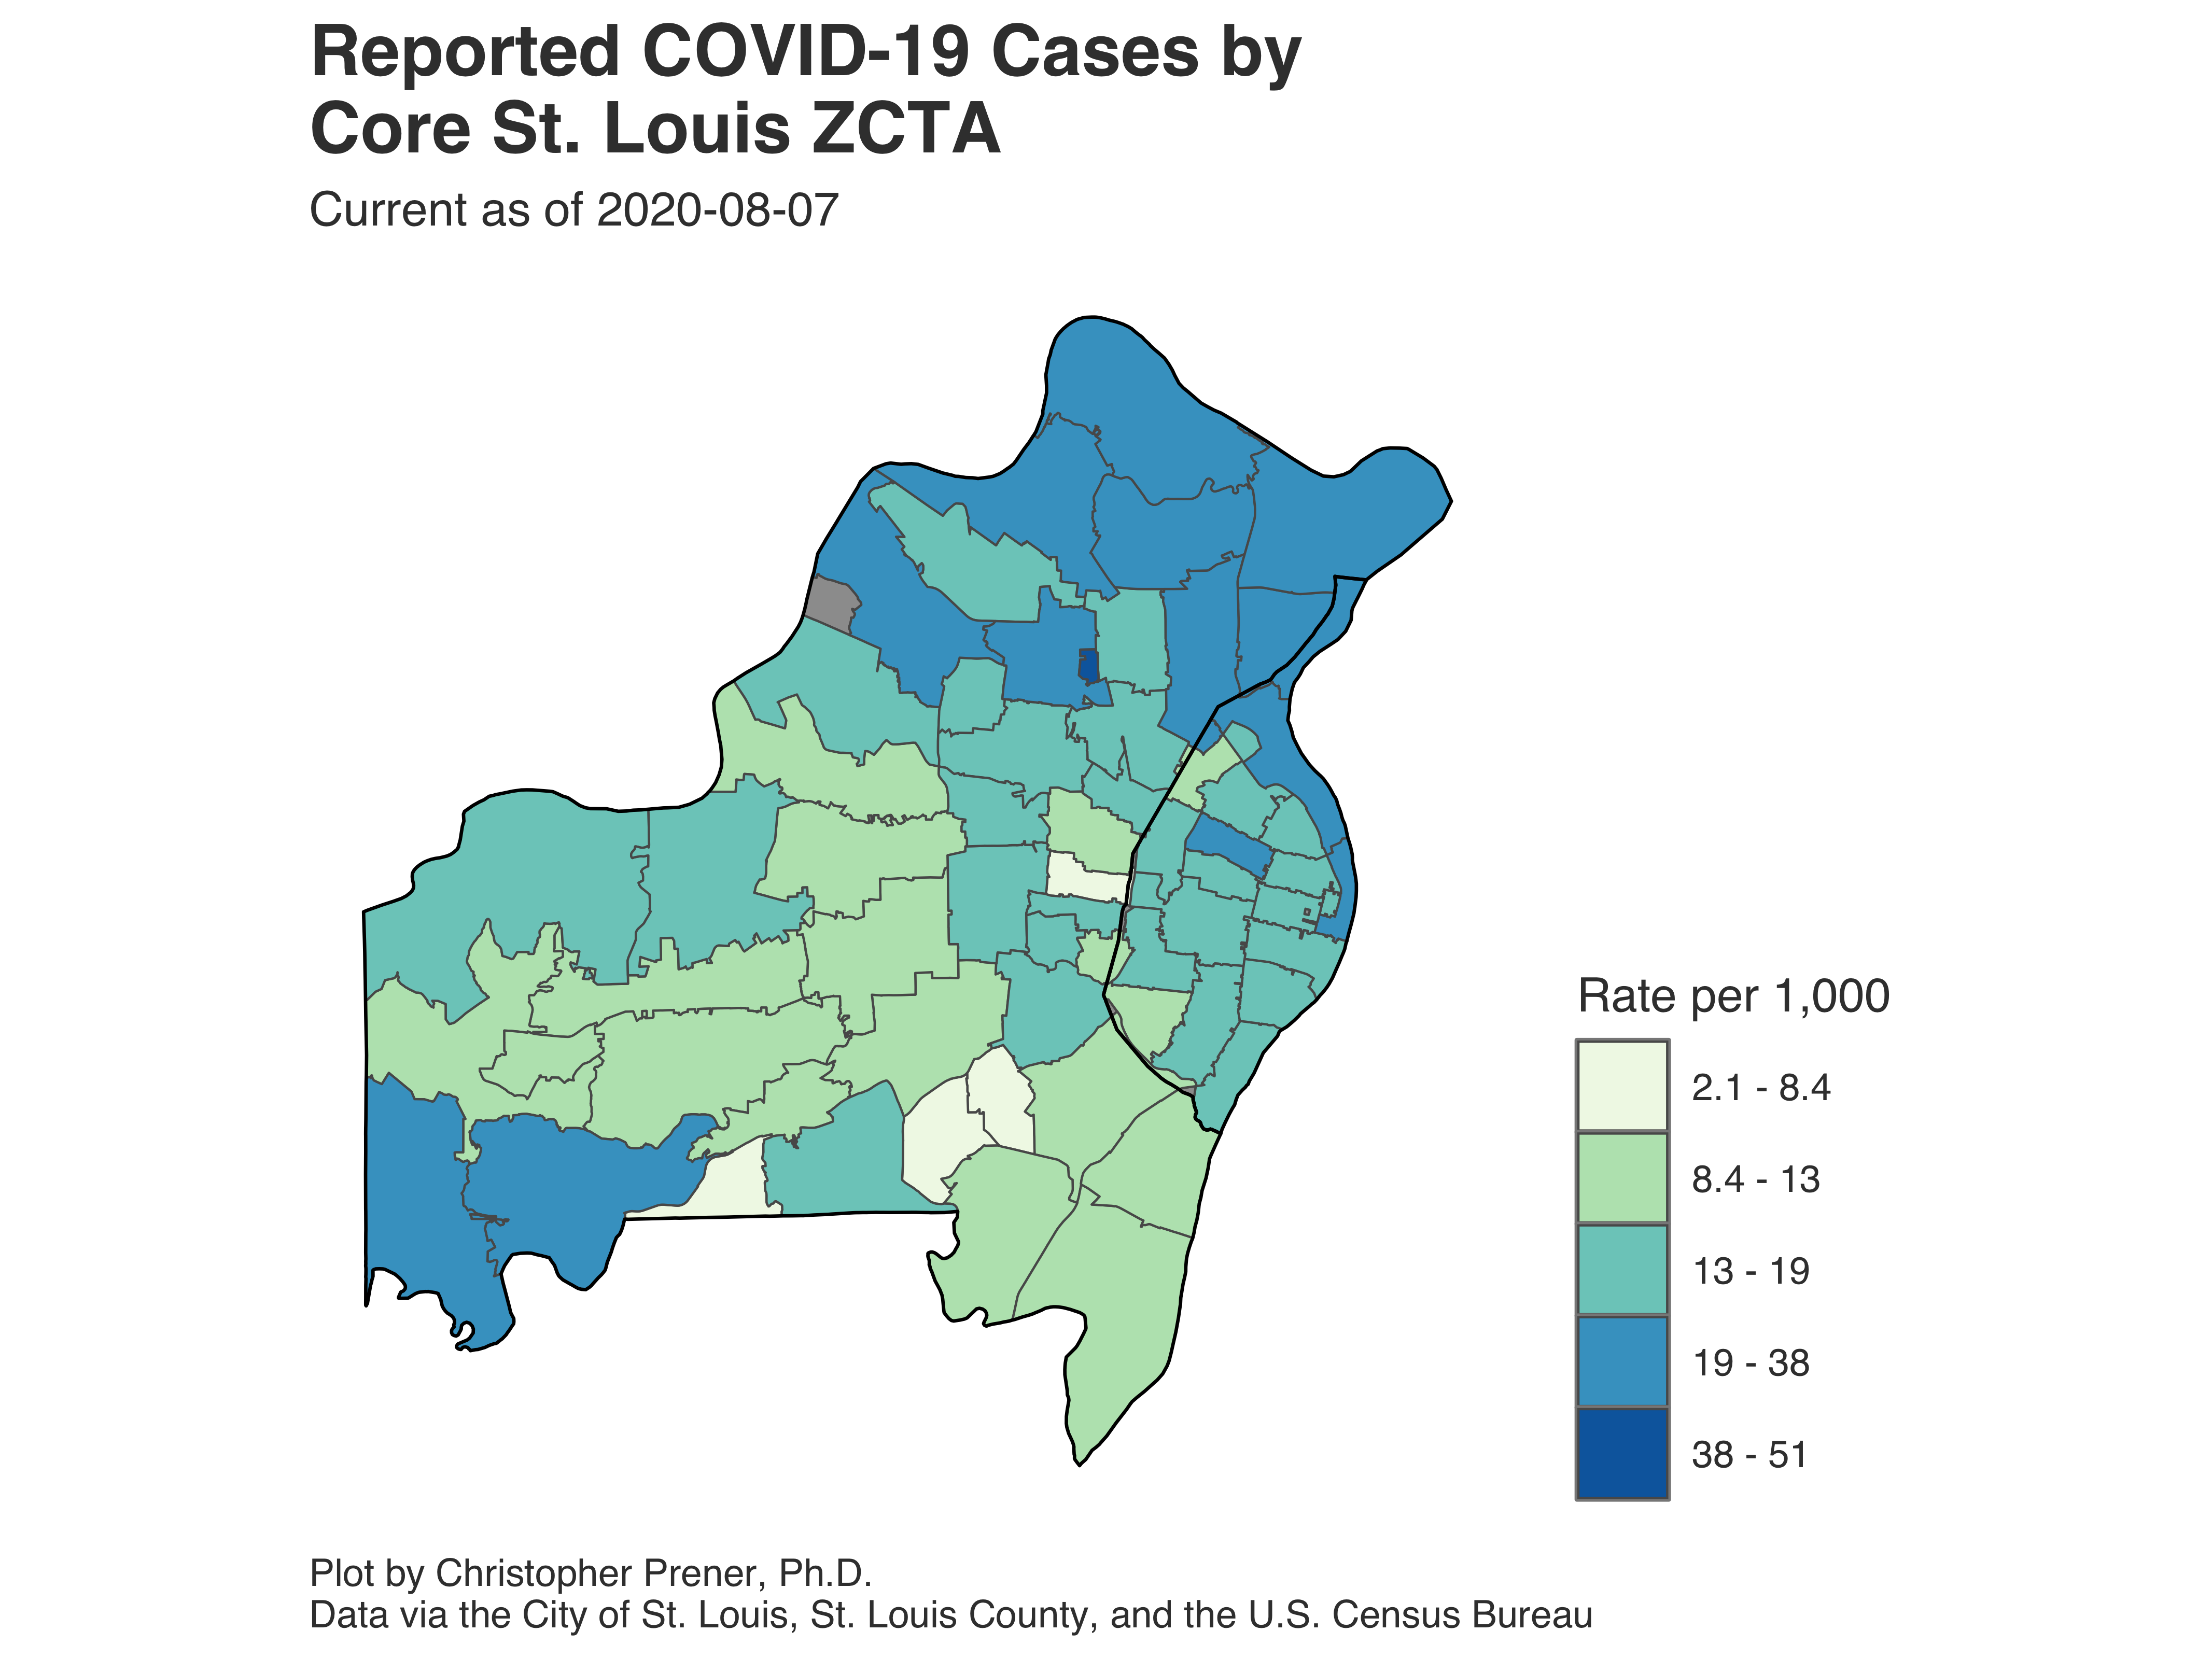 Reported COVID-19 Cases by
Core St. Louis ZCTA
Current as of 2020-08-07
Rate per 1,000
2.1 - 8.4
8.4 - 13
13 - 19
19 - 38
38 - 51
Plot by Christopher Prener, Ph.D.
Data via the City of St. Louis, St. Louis County, and the U.S. Census Bureau